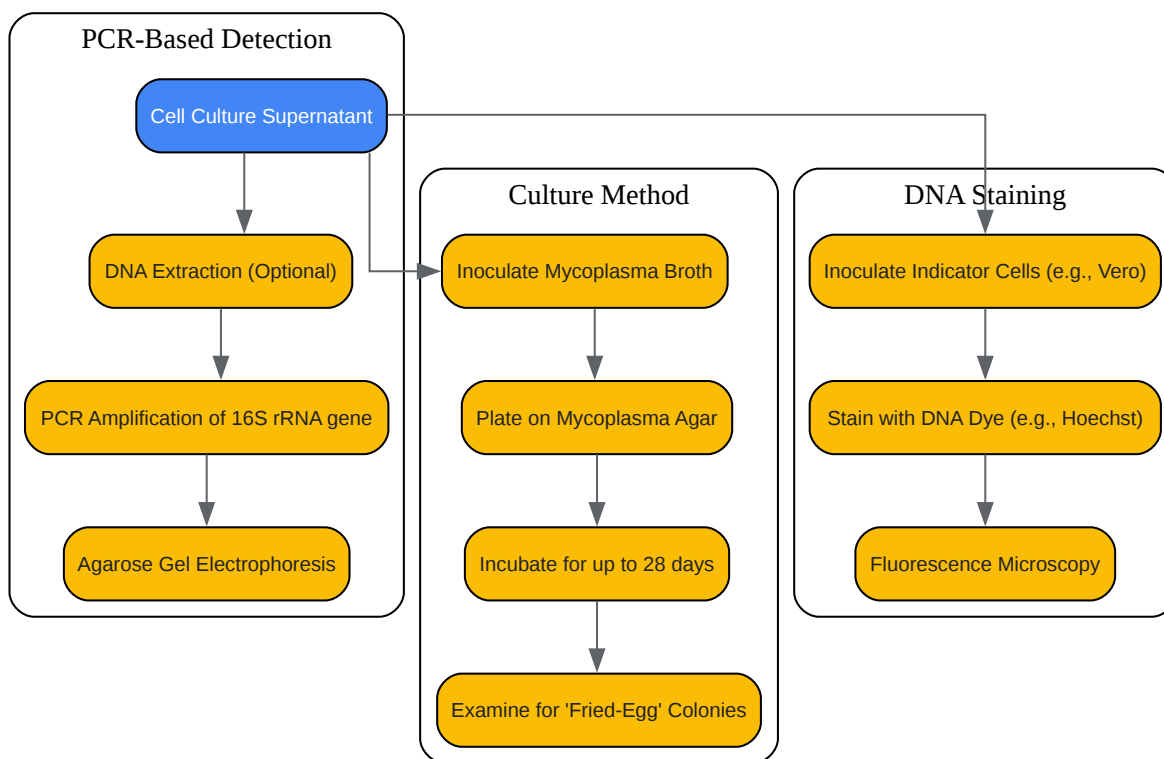 PCR-Based Detection
Cell Culture Supernatant
DNA Extraction (Optional)
PCR Amplification of 16S rRNA gene
Agarose Gel Electrophoresis
Culture Method
Inoculate Mycoplasma Broth
Plate on Mycoplasma Agar
Incubate for up to 28 days
Examine for 'Fried-Egg' Colonies
DNA Staining
Inoculate Indicator Cells (e.g., Vero)
Stain with DNA Dye (e.g., Hoechst)
Fluorescence Microscopy